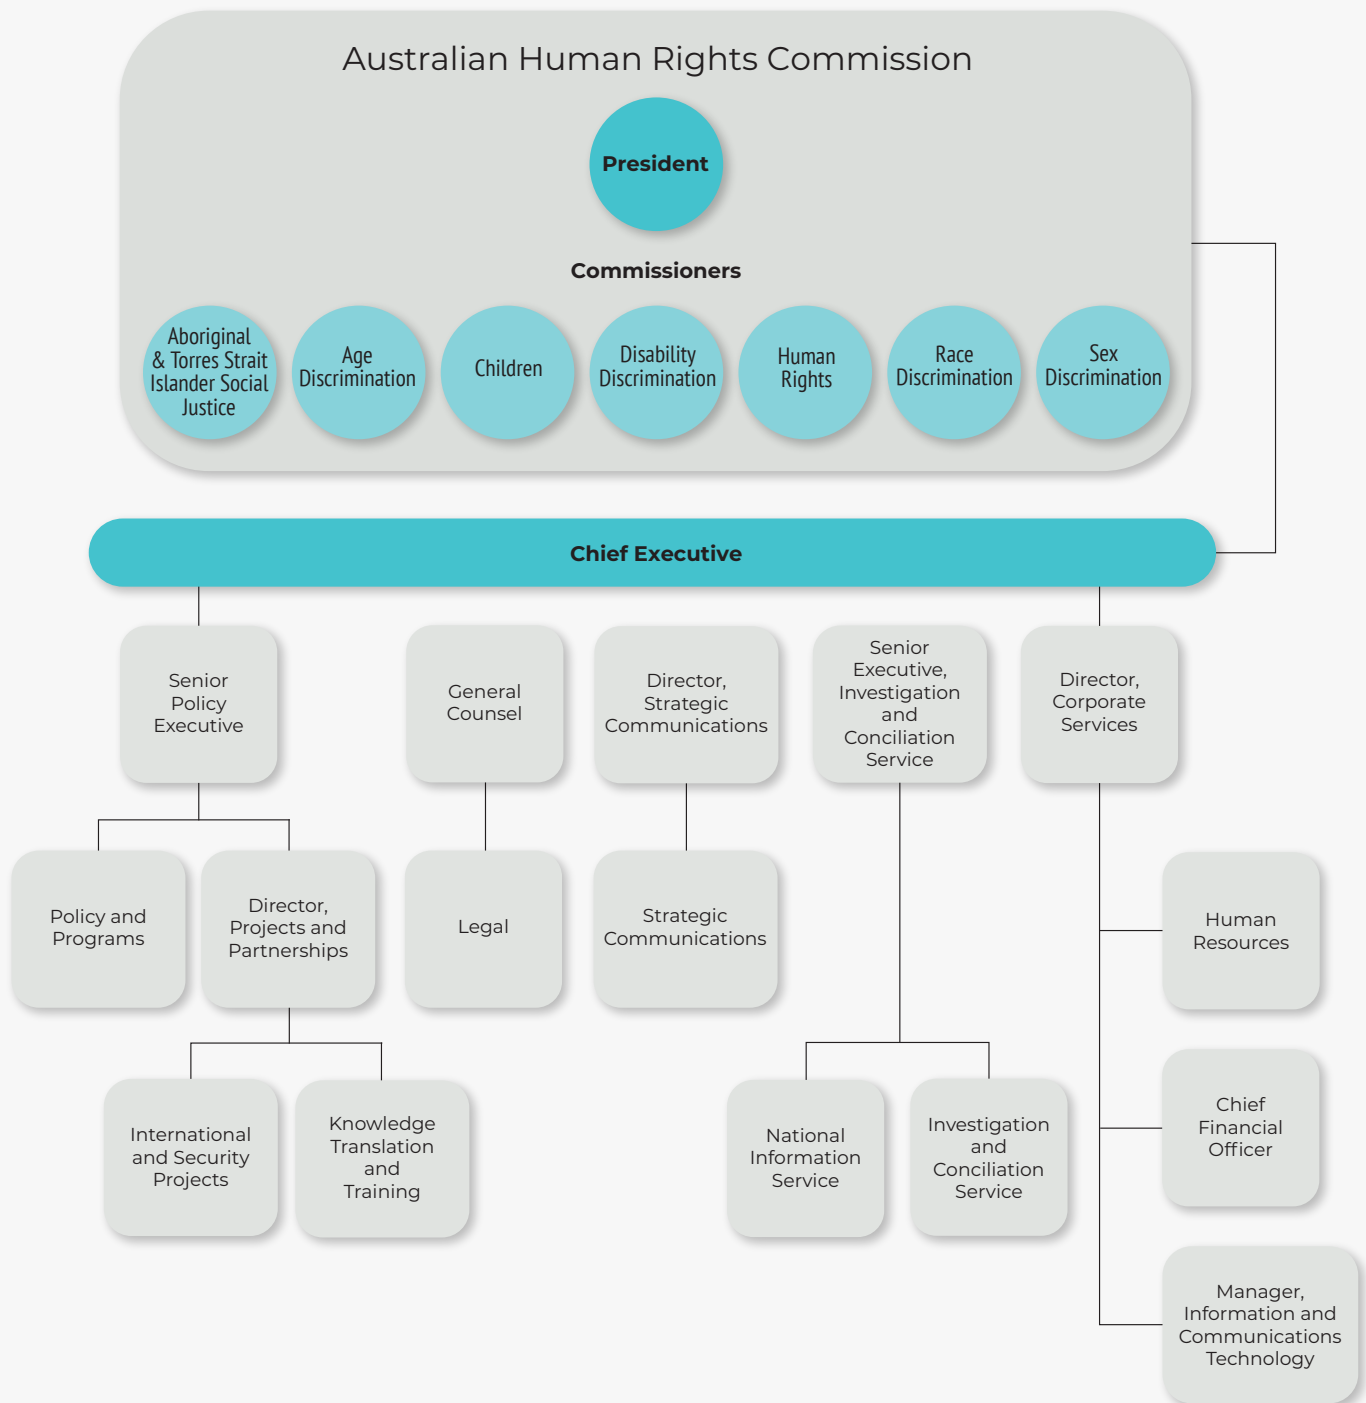 Australian Human Rights Commission
President
Commissioners
Aboriginal
& Torres Strait
Islander Social
Justice
Age
Discrimination
Children
Disability
Discrimination
Human
Rights
Race
Discrimination
Sex
Discrimination
Chief Executive
Senior
Policy
Executive
General
Counsel
Director,
Strategic
Communications
Senior
Executive,
Investigation
and
Conciliation
Service
Director,
Corporate
Services
Policy and
Programs
Director,
Projects and
Partnerships
Legal
Strategic
Communications
Human
Resources
International
and Security
Projects
Knowledge
Translation
and
Training
National
Information
Service
Investigation
and
Conciliation
Service
Chief
Financial
Officer
Manager,
Information and
Communications
Technology